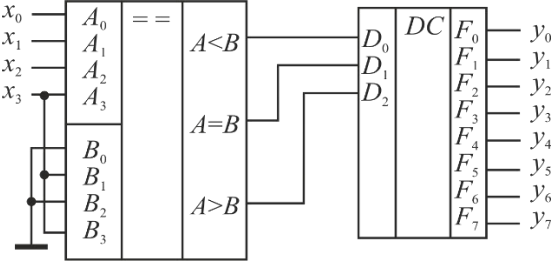 x₀ A₀ == D₀ DC F₀ y₀
x₁ A₁ A<B D₁ F₁ y₁
x₂ A₂ D₂ F₂ y₂
x₃ A₃ F₃ y₃
A=B F₄ y₄
B₀ F₅ y₅
B₁ F₆ y₆
B₂ A>B F₇ y₇
B₃